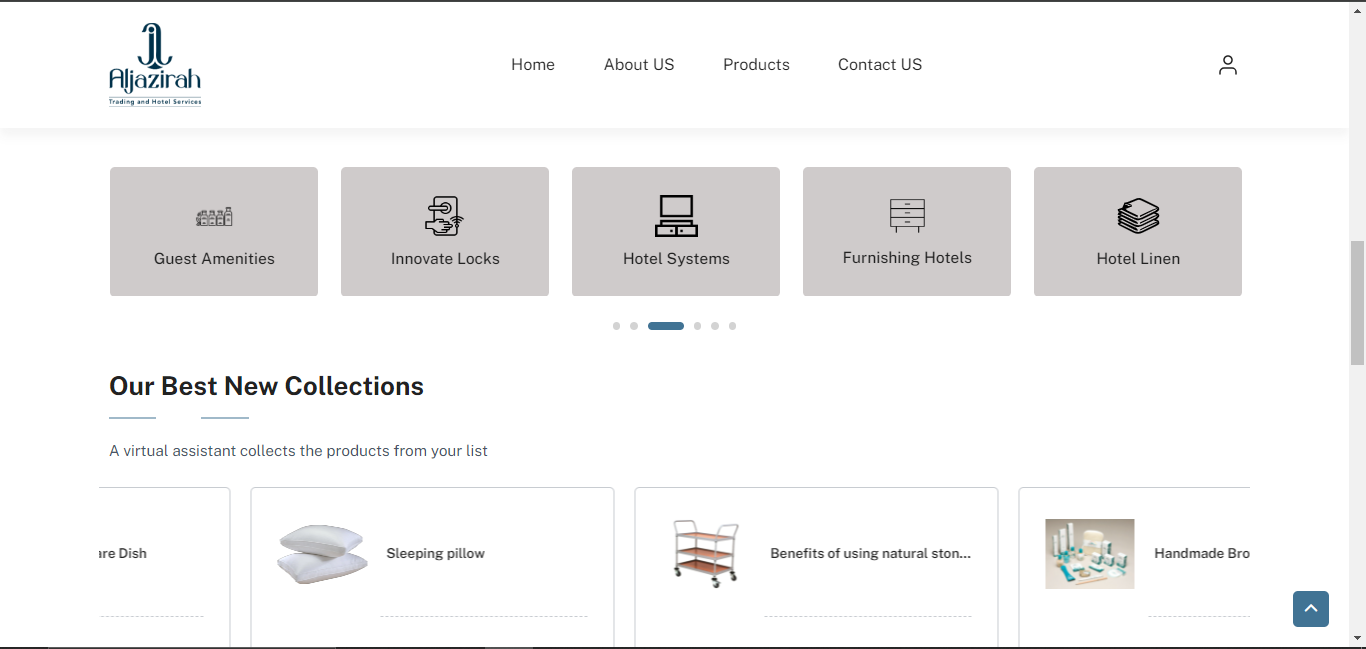 Aljazirah
Trading and Hotel Services
Home
About US
Products
Contact US
Guest Amenities
Innovate Locks
Hotel Systems
Furnishing Hotels
Hotel Linen
Our Best New Collections
A virtual assistant collects the products from your list
are Dish
Sleeping pillow
Benefits of using natural ston...
Handmade Bro